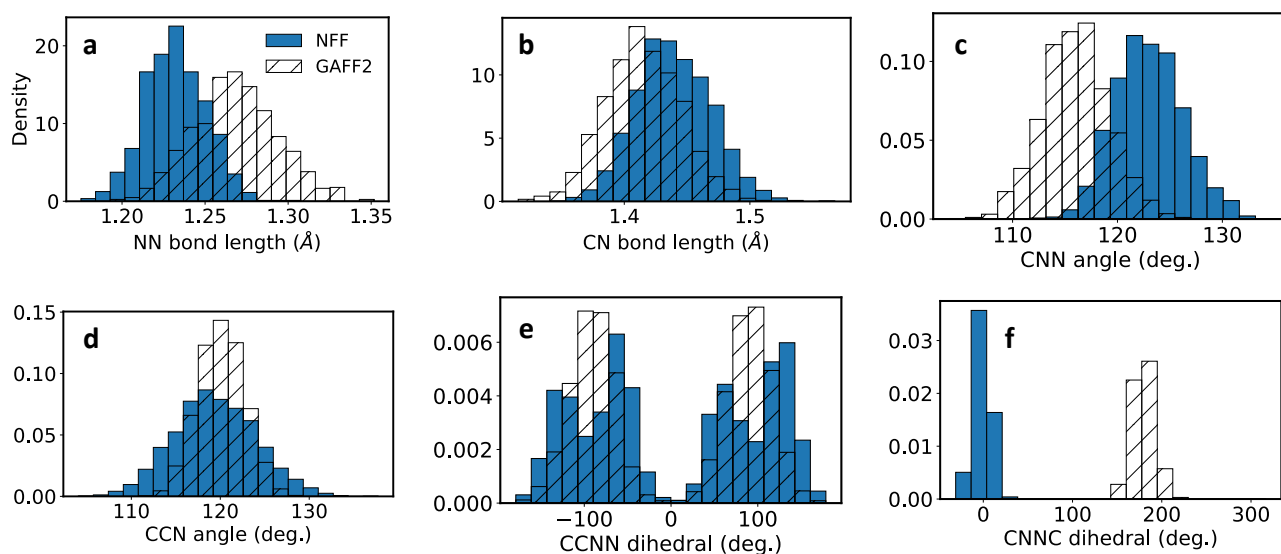 a
NFF
GAFF2
20
10
0
Density
1.20
1.25
1.30
1.35
NN bond length (Å)
b
10
5
0
1.4
1.5
CN bond length (Å)
c
0.10
0.05
0.00
110
120
130
CNN angle (deg.)
d
0.15
0.10
0.05
0.00
110
120
130
CCN angle (deg.)
e
0.006
0.004
0.002
0.000
−100
0
100
CCNN dihedral (deg.)
f
0.03
0.02
0.01
0.00
0
100
200
300
CNNC dihedral (deg.)